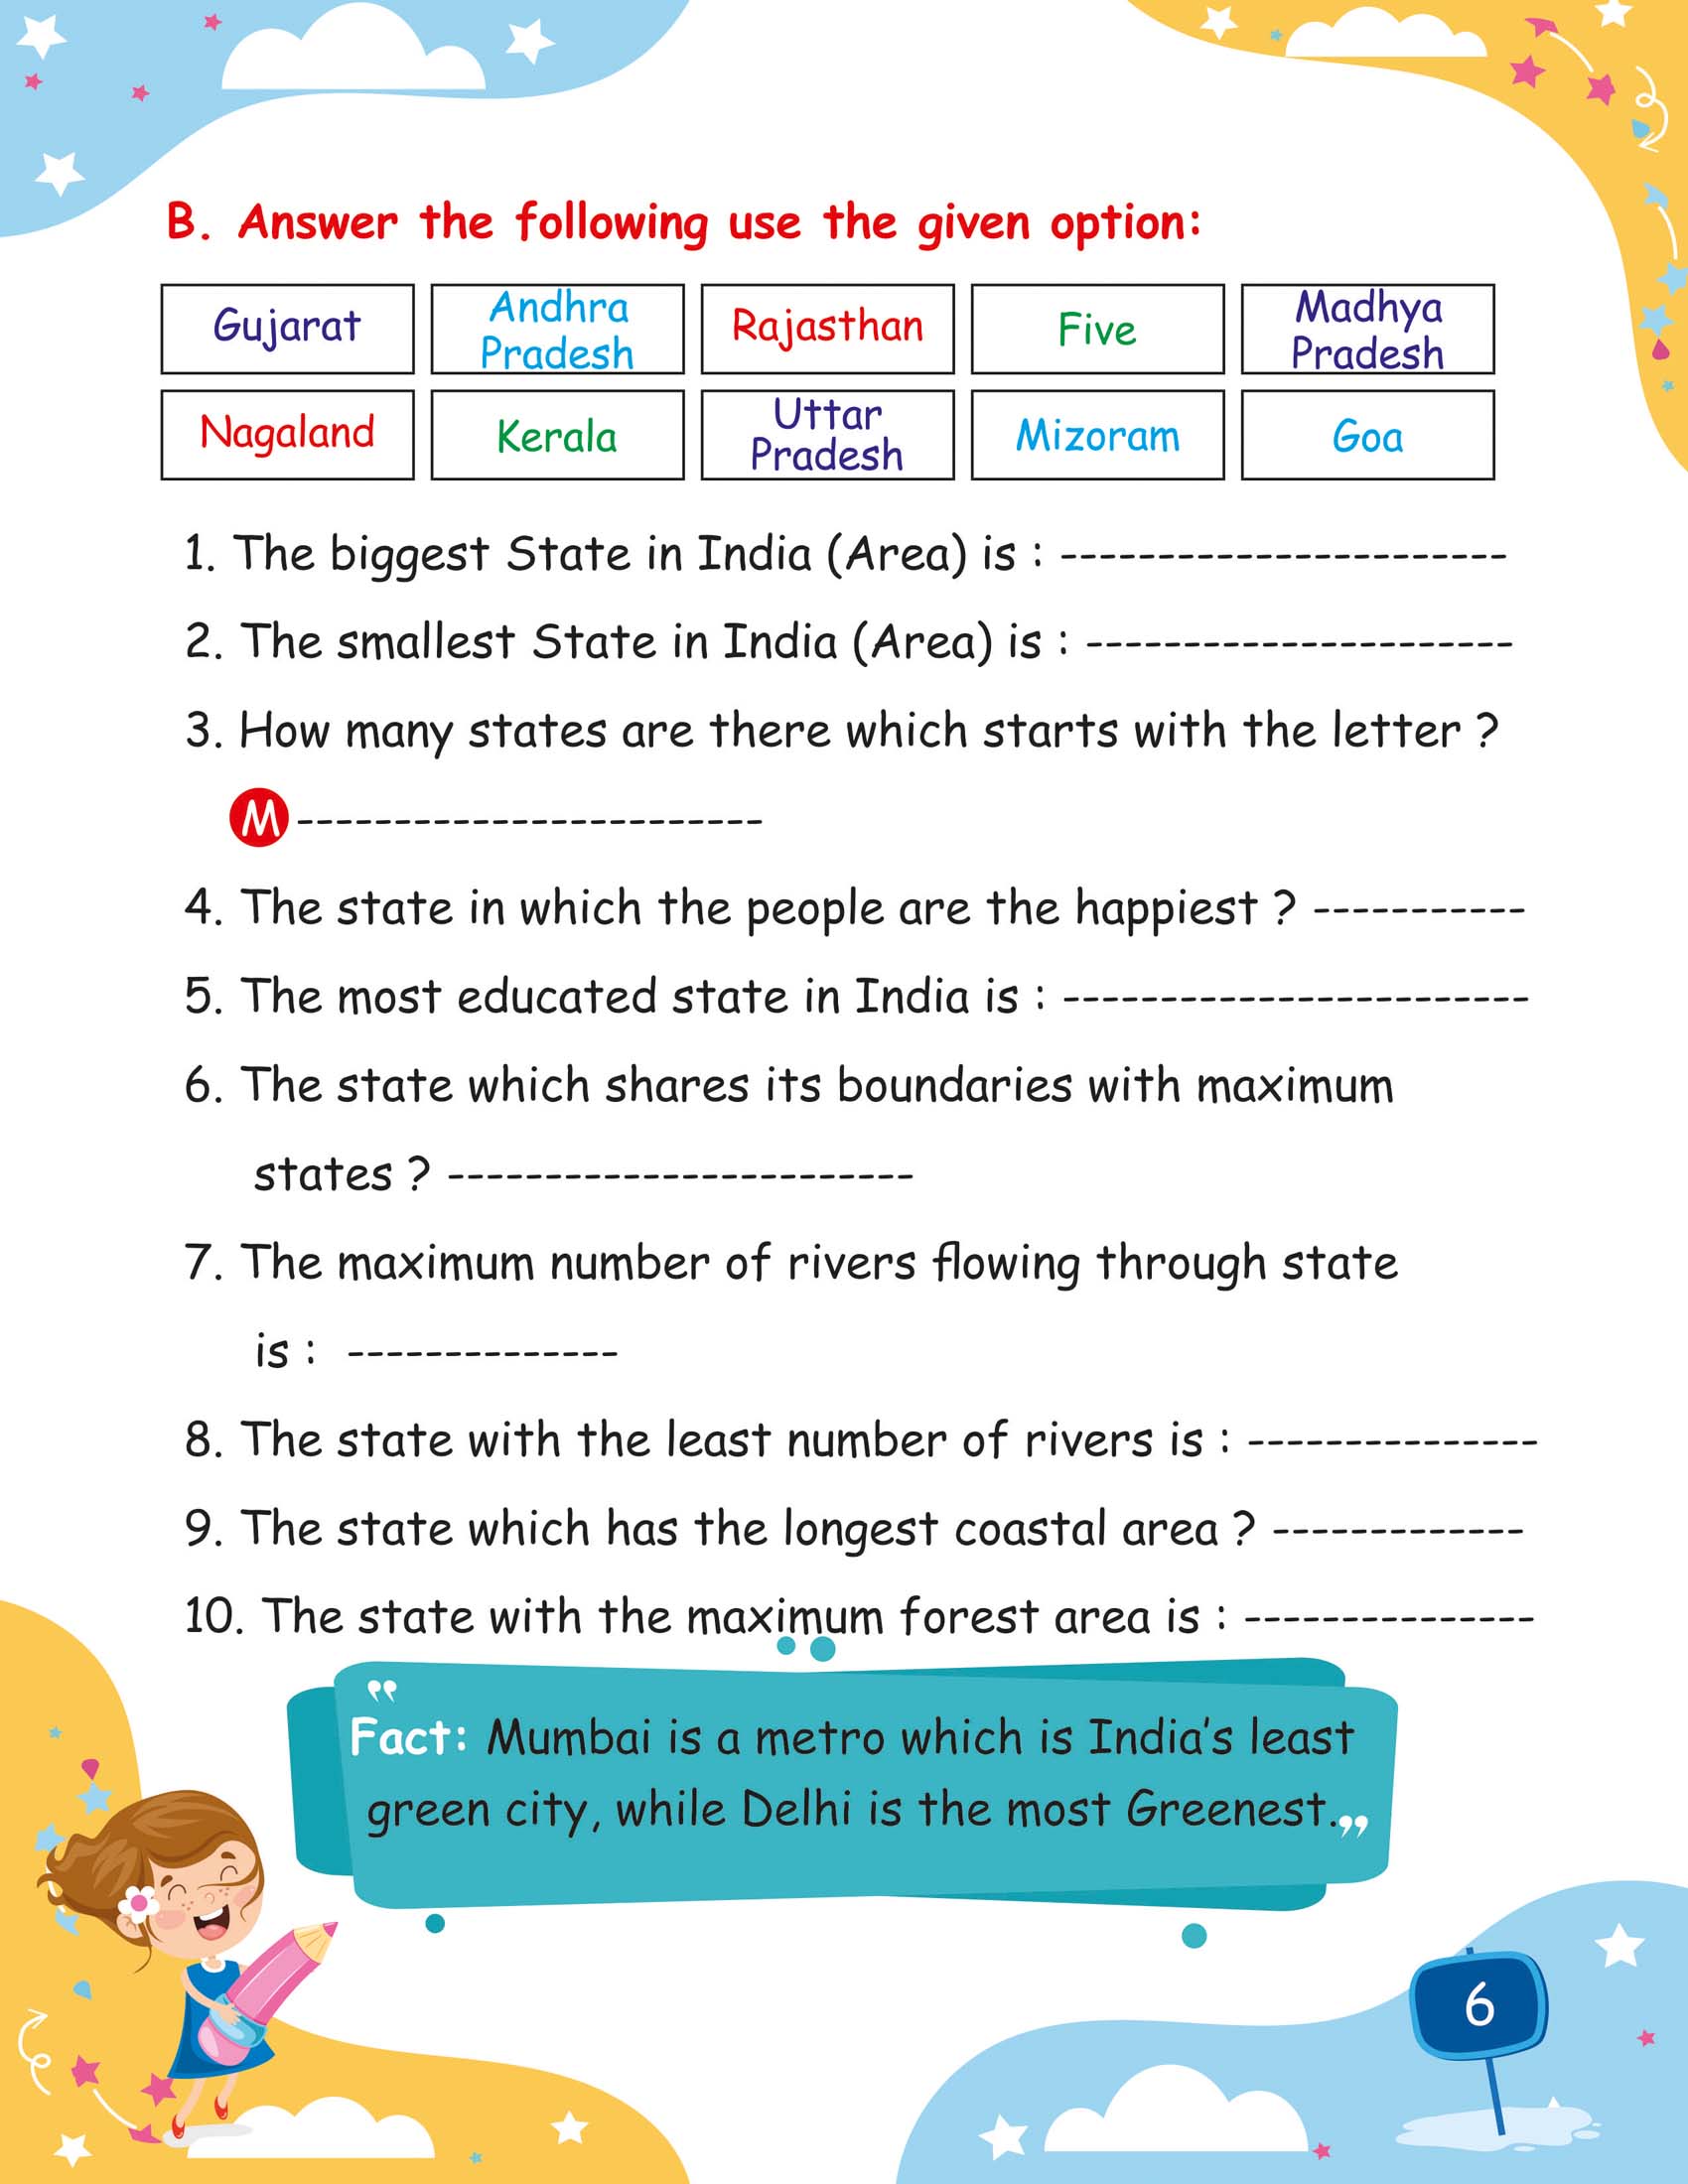 B. Answer the following use the given option:
Gujarat
Andhra
Pradesh
Rajasthan
Five
Madhya
Pradesh
Nagaland
Kerala
Uttar
Pradesh
Mizoram
Goa
1. The biggest State in India (Area) is : -----------------------
2. The smallest State in India (Area) is : ----------------------
3. How many states are there which starts with the letter ?
M ------------------------
4. The state in which the people are the happiest ? -----------
5. The most educated state in India is : ------------------------
6. The state which shares its boundaries with maximum
states ? ------------------------
7. The maximum number of rivers flowing through state
is : --------------
8. The state with the least number of rivers is : ---------------
9. The state which has the longest coastal area ? -------------
10. The state with the maximum forest area is : ---------------
"
Fact: Mumbai is a metro which is India's least
green city, while Delhi is the most Greenest."
6